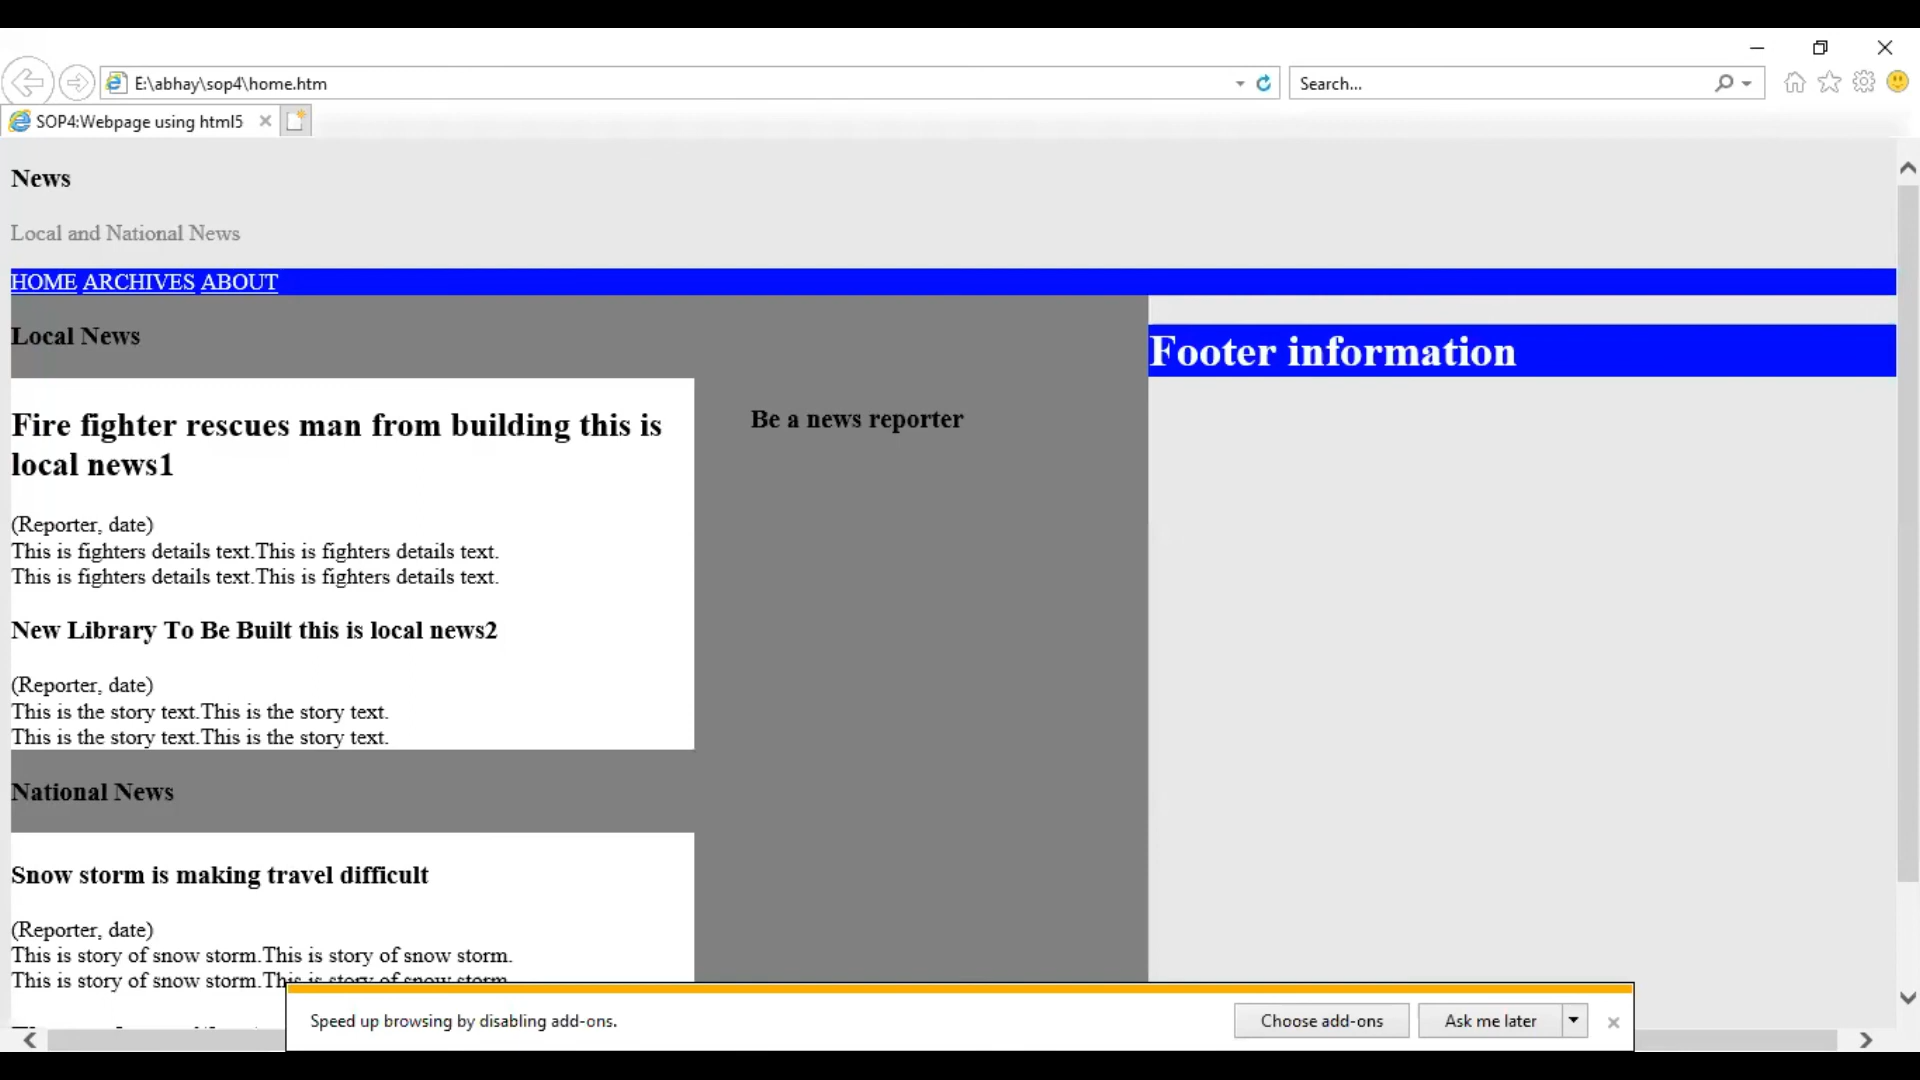 E:\abhay\sop4\home.htm
Search...
SOP4:Webpage using html5
News
Local and National News
HOME ARCHIVES ABOUT
Local News
Footer information
Fire fighter rescues man from building this is
local news1
Be a news reporter
(Reporter, date)
This is fighters details text.This is fighters details text.
This is fighters details text.This is fighters details text.
New Library To Be Built this is local news2
(Reporter, date)
This is the story text.This is the story text.
This is the story text.This is the story text.
National News
Snow storm is making travel difficult
(Reporter, date)
This is story of snow storm.This is story of snow storm.
This is story of snow storm.This is story of snow storm.
Speed up browsing by disabling add-ons.
Choose add-ons
Ask me later